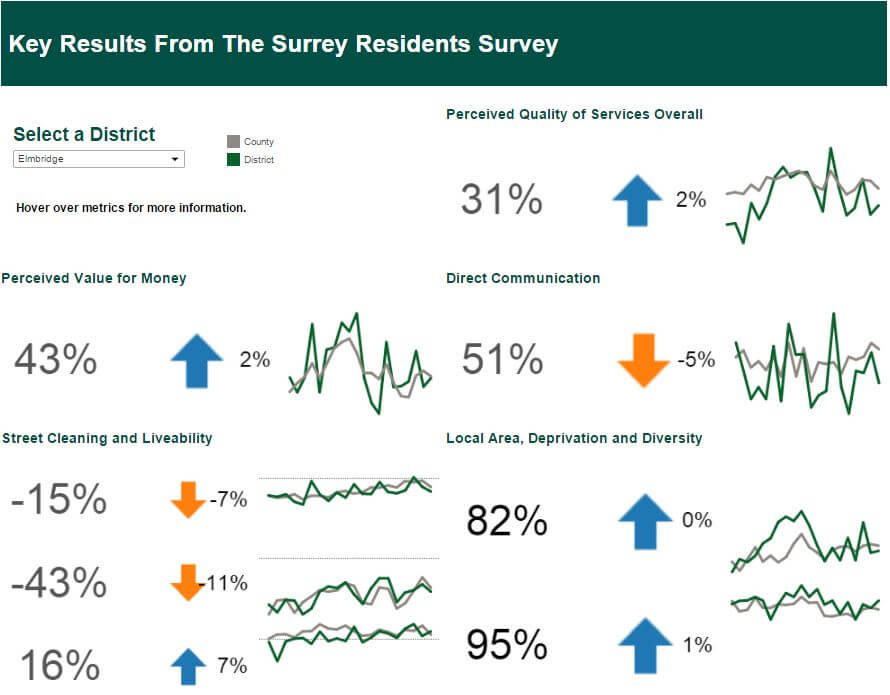 Key Results From The Surrey Residents Survey
Select a District
Elmbridge
County
District
Hover over metrics for more information.
Perceived Quality of Services Overall
31%
2%
Perceived Value for Money
43%
2%
Direct Communication
51%
-5%
Street Cleaning and Liveability
-15%
-7%
-43%
-11%
16%
7%
Local Area, Deprivation and Diversity
82%
0%
95%
1%